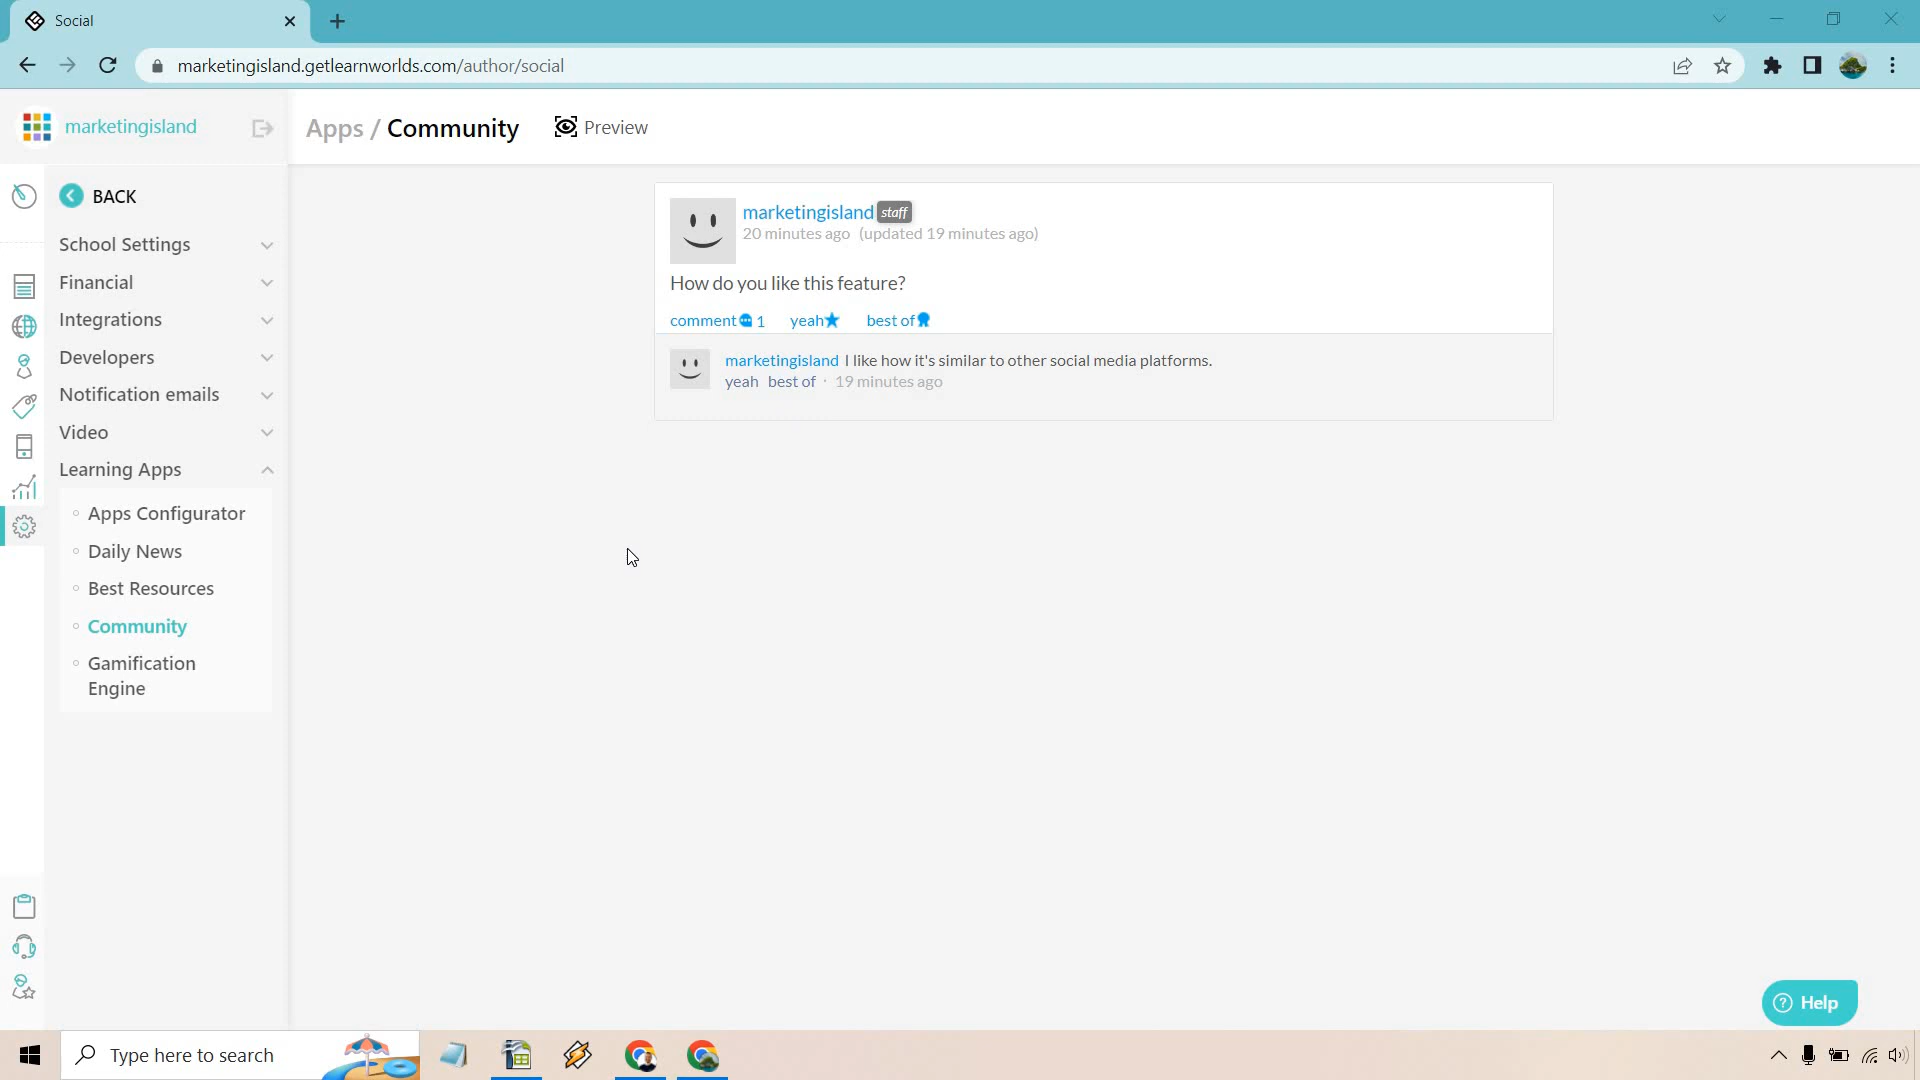 Social
marketingisland.getlearnworlds.com/author/social
marketingisland
Apps / Community
Preview
BACK
School Settings
Financial
Integrations
Developers
Notification emails
Video
Learning Apps
Apps Configurator
Daily News
Best Resources
Community
Gamification
Engine
marketingisland staff
20 minutes ago (updated 19 minutes ago)
How do you like this feature?
comment 1 yeah best of
marketingisland I like how it's similar to other social media platforms.
yeah best of · 19 minutes ago
? Help
Type here to search